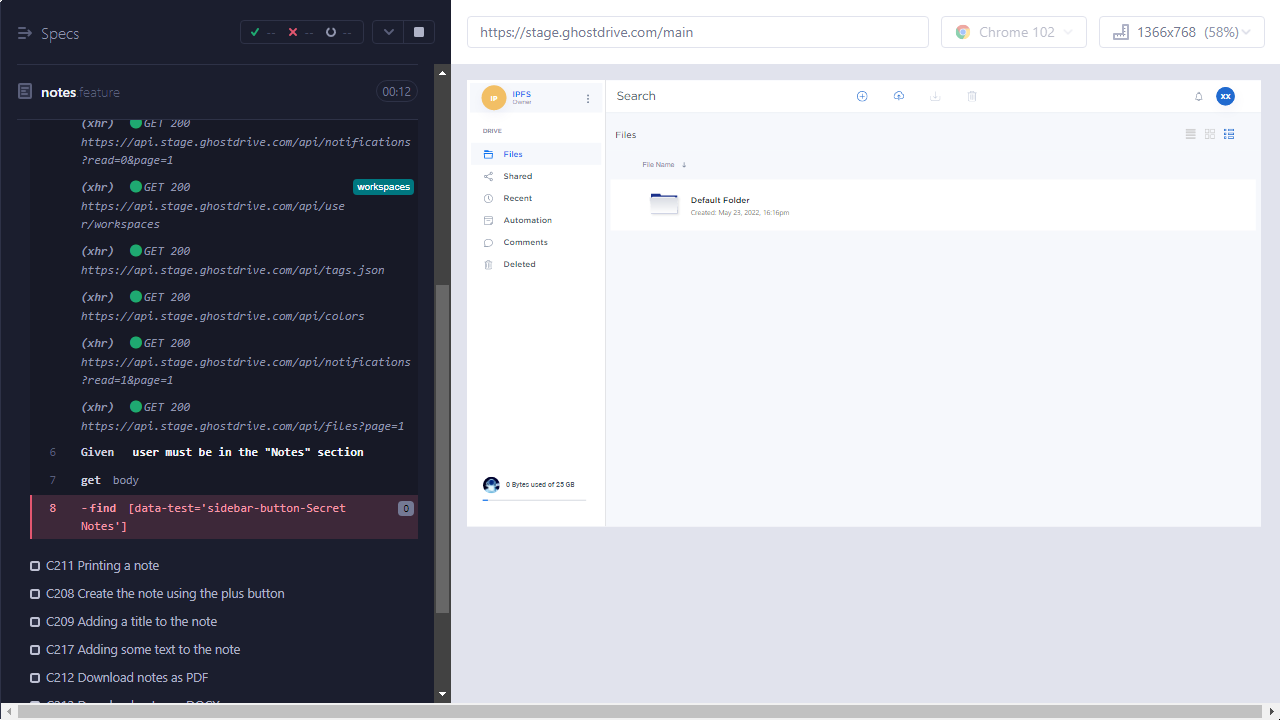 Specs
--
--
--
notes.feature
00:12
(xhr) GET 200
https://api.stage.ghostdrive.com/api/notifications
?read=0&page=1
(xhr) GET 200
workspaces
https://api.stage.ghostdrive.com/api/use
r/workspaces
(xhr) GET 200
https://api.stage.ghostdrive.com/api/tags.json
(xhr) GET 200
https://api.stage.ghostdrive.com/api/colors
(xhr) GET 200
https://api.stage.ghostdrive.com/api/notifications
?read=1&page=1
(xhr) GET 200
https://api.stage.ghostdrive.com/api/files?page=1
6 Given user must be in the "Notes" section
7 get body
8 -find [data-test='sidebar-button-Secret
Notes']
0
C211 Printing a note
C208 Create the note using the plus button
C209 Adding a title to the note
C217 Adding some text to the note
C212 Download notes as PDF
https://stage.ghostdrive.com/main
Chrome 102
1366x768 (58%)
IP
IPFS
Owner
Search
XX
DRIVE
Files
Shared
Recent
Automation
Comments
Deleted
0 Bytes used of 25 GB
Files
File Name ↓
Default Folder
Created: May 23, 2022, 16:16pm